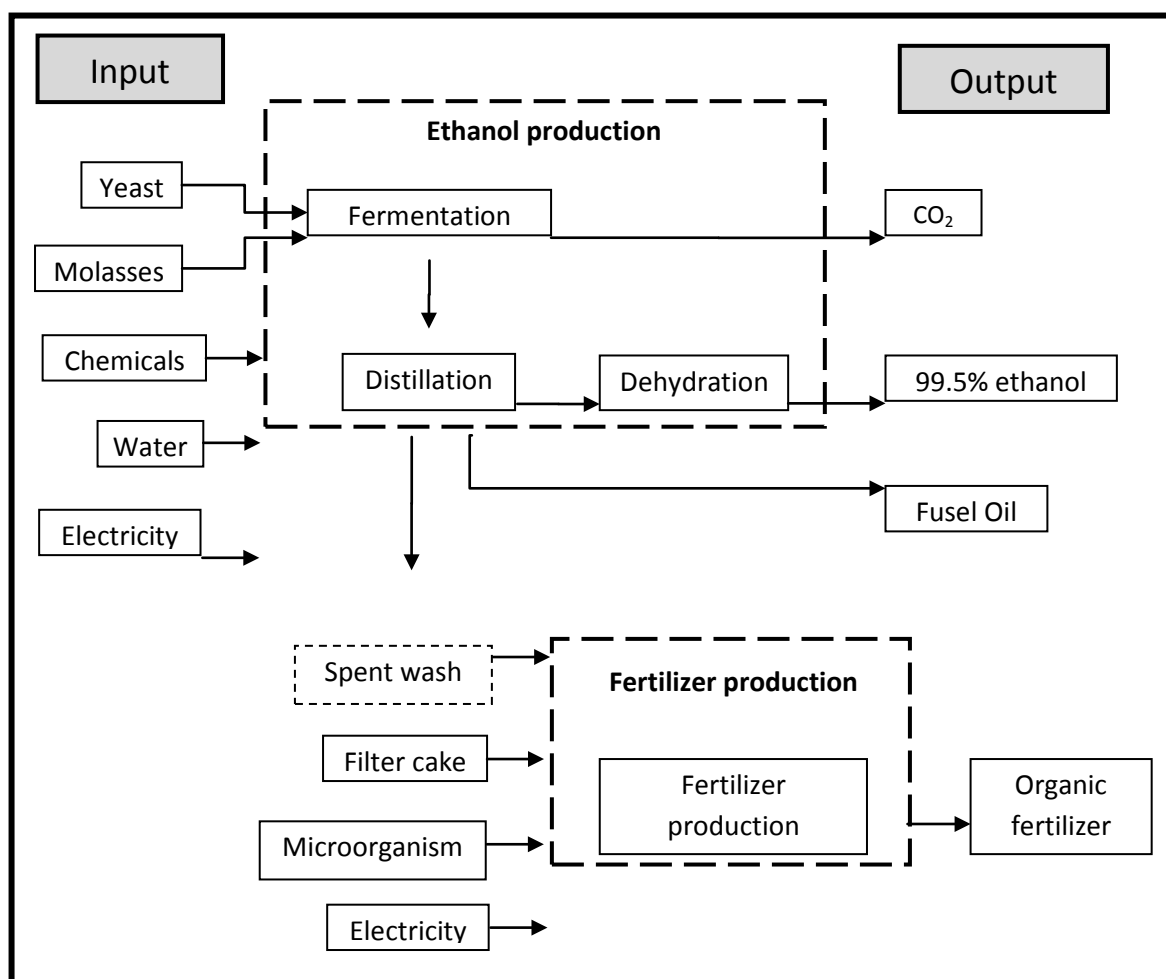 Input
Output
Ethanol production
Yeast
Fermentation
CO₂
Molasses
Chemicals
Distillation
Dehydration
99.5% ethanol
Water
Electricity
Fusel Oil
Spent wash
Fertilizer production
Filter cake
Fertilizer
production
Organic
fertilizer
Microorganism
Electricity